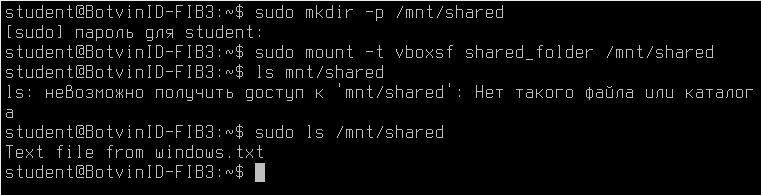 student@BotvinID-FIB3:~$ sudo mkdir -p /mnt/shared
[sudo] пароль для student:
student@BotvinID-FIB3:~$ sudo mount -t vboxsf shared_folder /mnt/shared
student@BotvinID-FIB3:~$ ls mnt/shared
ls: невозможно получить доступ к 'mnt/shared': Нет такого файла или каталог
а
student@BotvinID-FIB3:~$ sudo ls /mnt/shared
Text file from windows.txt
student@BotvinID-FIB3:~$